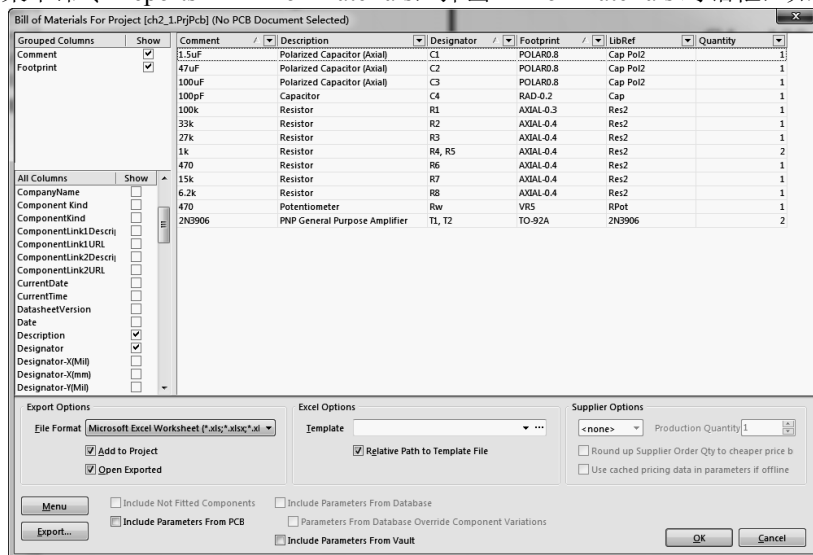 Bill of Materials For Project [ch2_1.PrjPcb] (No PCB Document Selected)
Grouped Columns Show
Comment
Footprint
Comment Description Designator Footprint LibRef Quantity
1.5uF Polarized Capacitor (Axial) C1 POLAR0.8 Cap Pol2 1
47uF Polarized Capacitor (Axial) C2 POLAR0.8 Cap Pol2 1
100uF Polarized Capacitor (Axial) C3 POLAR0.8 Cap Pol2 1
100pF Capacitor C4 RAD-0.2 Cap 1
100k Resistor R1 AXIAL-0.3 Res2 1
33k Resistor R2 AXIAL-0.4 Res2 1
27k Resistor R3 AXIAL-0.4 Res2 1
1k Resistor R4, R5 AXIAL-0.4 Res2 2
470 Resistor R6 AXIAL-0.4 Res2 1
15k Resistor R7 AXIAL-0.4 Res2 1
6.2k Resistor R8 AXIAL-0.4 Res2 1
470 Potentiometer Rw VR5 RPot 1
2N3906 PNP General Purpose Amplifier T1, T2 TO-92A 2N3906 2
All Columns Show
CompanyName
Component Kind
ComponentKind
ComponentLink1Descri
ComponentLink1URL
ComponentLink2Descri
ComponentLink2URL
CurrentDate
CurrentTime
DatasheetVersion
Date
Description
Designator
Designator-X(Mil)
Designator-X(mm)
Designator-Y(Mil)
Export Options
File Format Microsoft Excel Worksheet (*.xls;*.xlsx;*.xl
Add to Project
Open Exported
Excel Options
Template
Relative Path to Template File
Supplier Options
<none> Production Quantity 1
Round up Supplier Order Qty to cheaper price b
Use cached pricing data in parameters if offline
Menu
Export...
Include Not Fitted Components
Include Parameters From PCB
Include Parameters From Database
Parameters From Database Override Component Variations
Include Parameters From Vault
OK Cancel